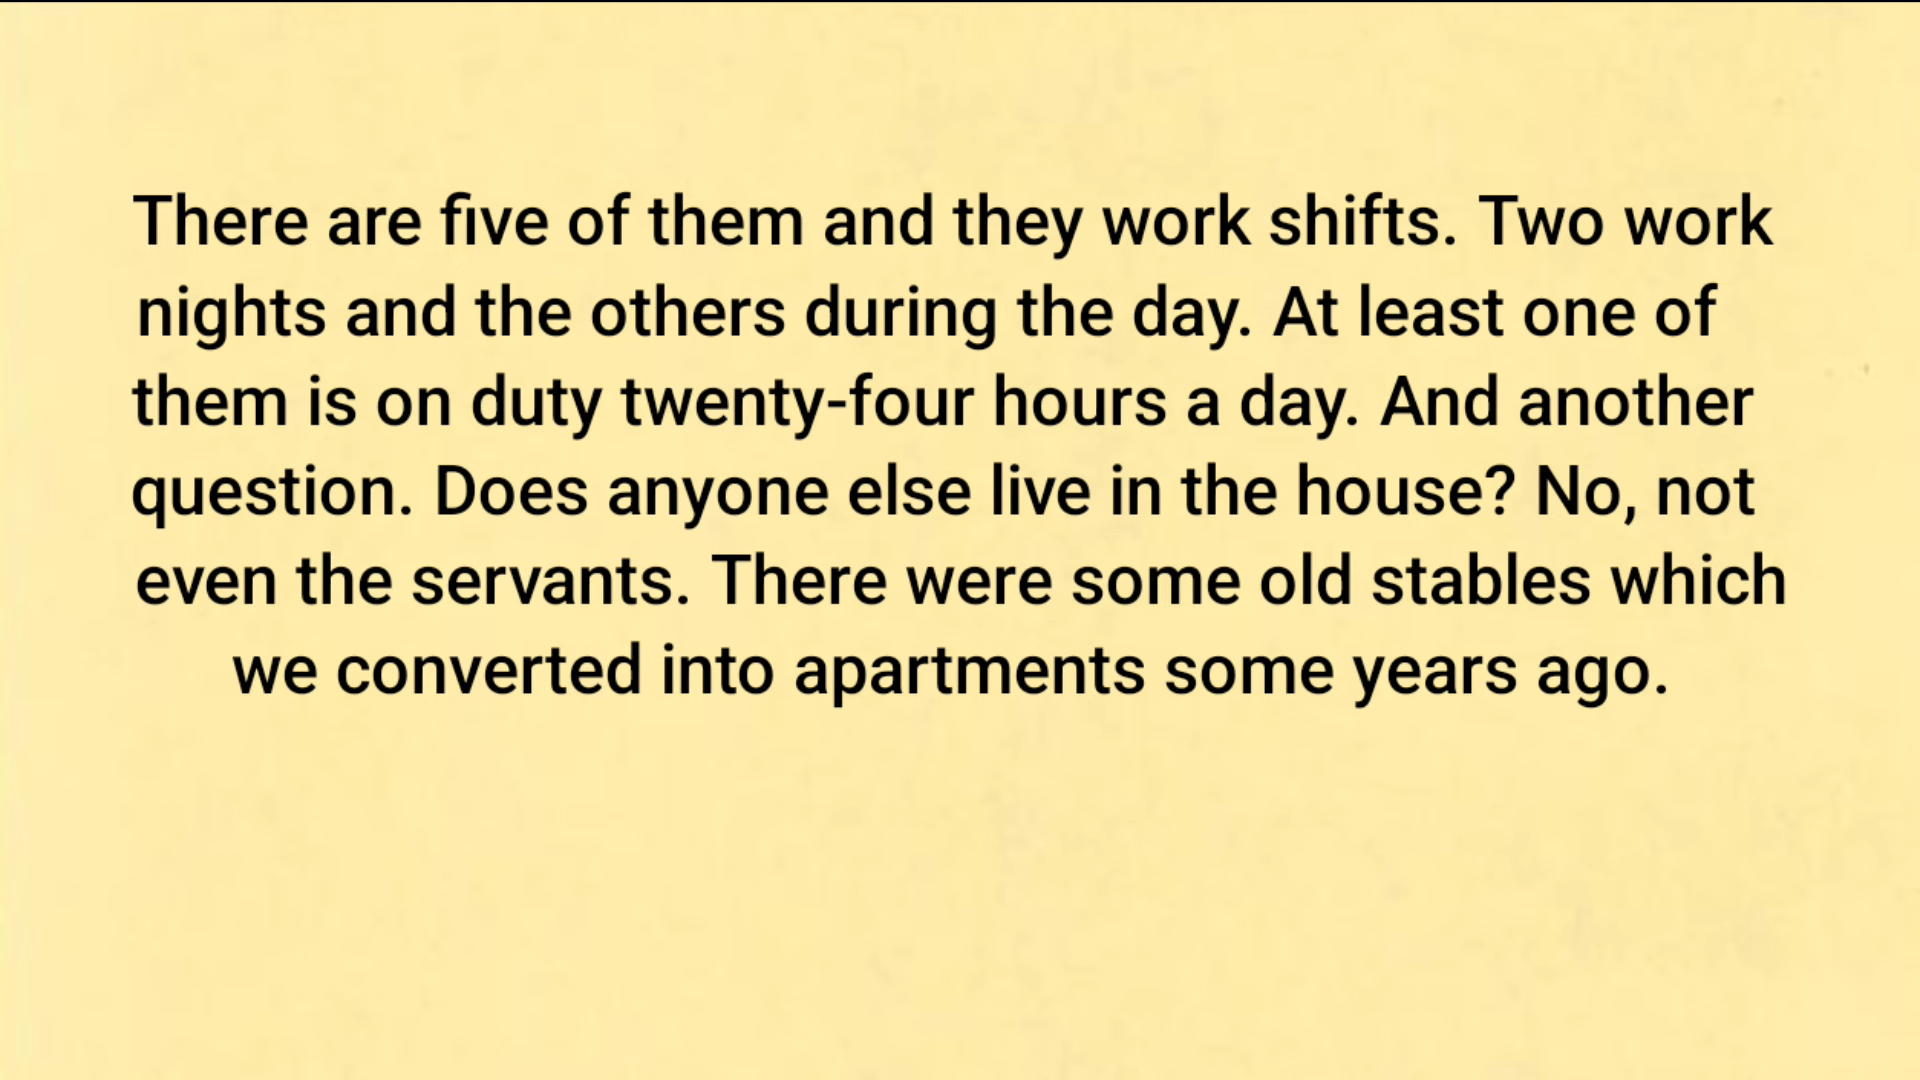 There are five of them and they work shifts. Two work
nights and the others during the day. At least one of
them is on duty twenty-four hours a day. And another
question. Does anyone else live in the house? No, not
even the servants. There were some old stables which
we converted into apartments some years ago.